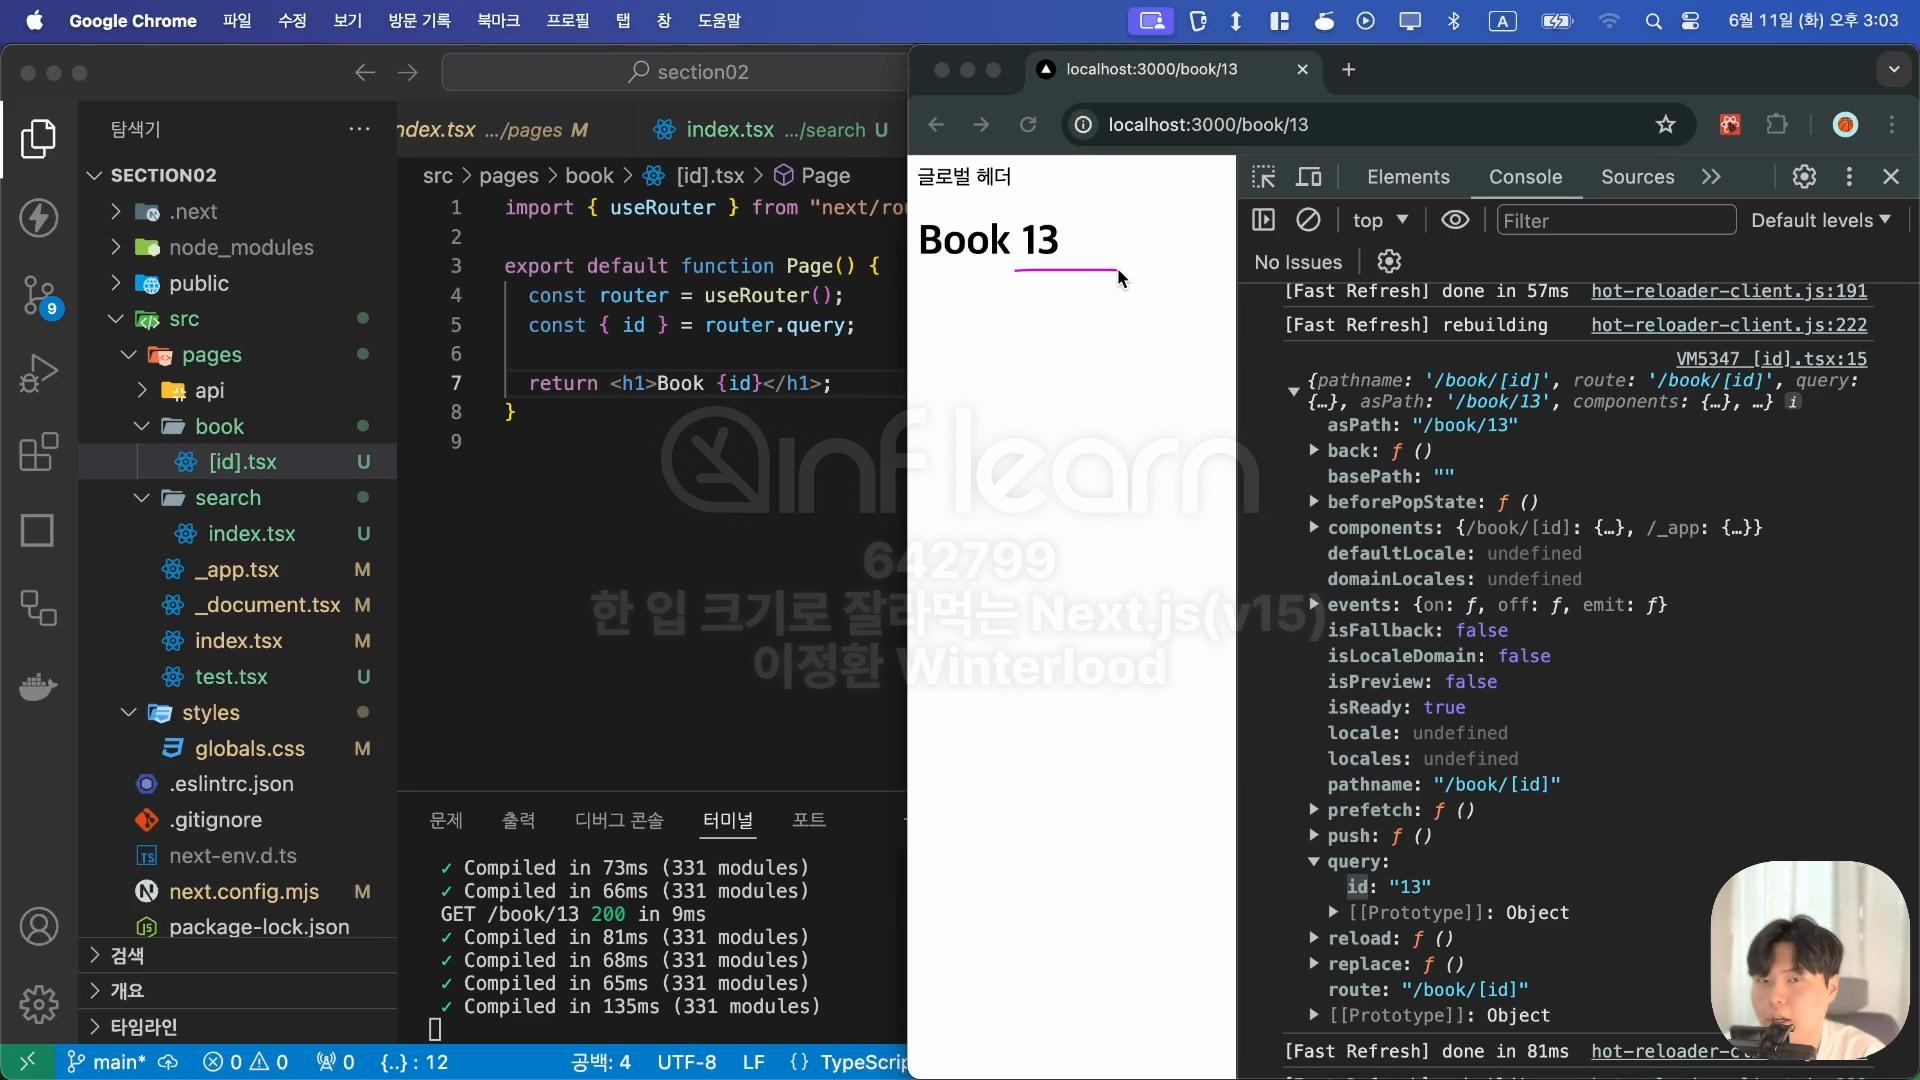 Google Chrome 파일 수정 보기 방문 기록 북마크 프로필 탭 창 도움말
A 6월 11일 (화) 오후 3:03
section02
탐색기 ···
SECTION02
.next
node_modules
public
src
pages
api
book
[id].tsx U
search
index.tsx U
_app.tsx M
_document.tsx M
index.tsx M
test.tsx U
styles
globals.css M
.eslintrc.json
.gitignore
next-env.d.ts
next.config.mjs M
package-lock.json
검색
개요
타임라인
9
ndex.tsx .../pages M index.tsx .../search U
src > pages > book > [id].tsx > Page
1 import { useRouter } from "next/rou
2
3 export default function Page() {
4 const router = useRouter();
5 const { id } = router.query;
6
7 return <h1>Book {id}</h1>;
8 }
9
문제 출력 디버그 콘솔 터미널 포트
✓ Compiled in 73ms (331 modules)
✓ Compiled in 66ms (331 modules)
GET /book/13 200 in 9ms
✓ Compiled in 81ms (331 modules)
✓ Compiled in 68ms (331 modules)
✓ Compiled in 65ms (331 modules)
✓ Compiled in 135ms (331 modules)
main* 0 0 0 {..} : 12 공백: 4 UTF-8 LF {} TypeScrip
localhost:3000/book/13
localhost:3000/book/13
글로벌 헤더
Book 13
Elements Console Sources
top Filter Default levels
No Issues
[Fast Refresh] done in 57ms hot-reloader-client.js:191
[Fast Refresh] rebuilding hot-reloader-client.js:222
VM5347 [id].tsx:15
{pathname: '/book/[id]', route: '/book/[id]', query:
{…}, asPath: '/book/13', components: {…}, …} i
asPath: "/book/13"
back: ƒ ()
basePath: ""
beforePopState: ƒ ()
components: {/book/[id]: {…}, /_app: {…}}
defaultLocale: undefined
domainLocales: undefined
events: {on: ƒ, off: ƒ, emit: ƒ}
isFallback: false
isLocaleDomain: false
isPreview: false
isReady: true
locale: undefined
locales: undefined
pathname: "/book/[id]"
prefetch: ƒ ()
push: ƒ ()
query:
id: "13"
[[Prototype]]: Object
reload: ƒ ()
replace: ƒ ()
route: "/book/[id]"
[[Prototype]]: Object
[Fast Refresh] done in 81ms
inflearn
642799
한 입 크기로 잘라먹는 Next.js(v15)
이정환 Winterlood